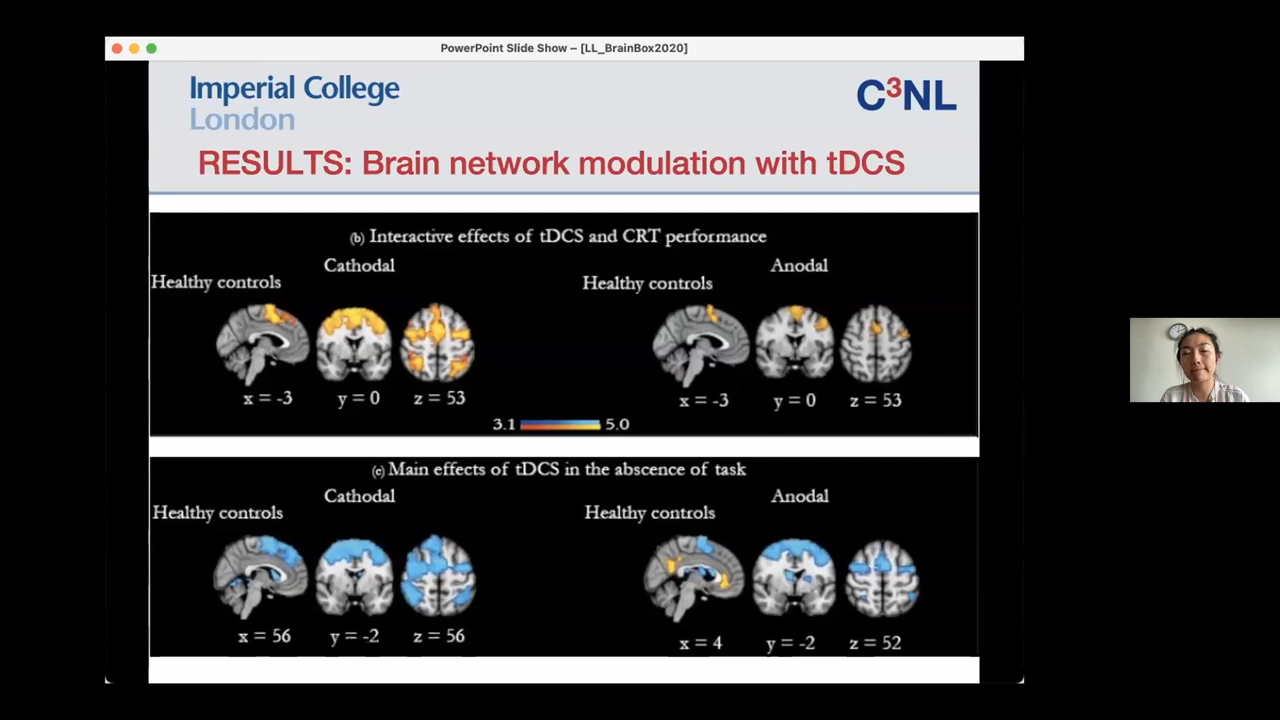 PowerPoint Slide Show – [LL_BrainBox2020]
Imperial College
London
C³NL
RESULTS: Brain network modulation with tDCS
(b) Interactive effects of tDCS and CRT performance
Cathodal
Healthy controls
x = -3
y = 0
z = 53
Anodal
Healthy controls
x = -3
y = 0
z = 53
3.1
5.0
(c) Main effects of tDCS in the abscence of task
Cathodal
Healthy controls
x = 56
y = -2
z = 56
Anodal
Healthy controls
x = 4
y = -2
z = 52